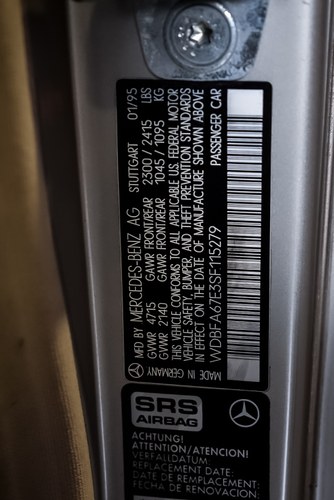 MFD BY MERCEDES-BENZ AG STUTTGART 01/95
GVWR 4715 GAWR FRONT/REAR 2300 / 2415 LBS
GVWR 2140 GAWR FRONT/REAR 1045 / 1095 KG
THIS VEHICLE CONFORMS TO ALL APPLICABLE U.S. FEDERAL MOTOR
VEHICLE SAFETY, BUMPER, AND THEFT PREVENTION STANDARDS
IN EFFECT ON THE DATE OF MANUFACTURE SHOWN ABOVE
WDBFA67E3SF115279 PASSENGER CAR
MADE IN GERMANY
SRS
AIRBAG
ACHTUNG!
ATTENTION/ATENCION!
VERFALLDATUM
REPLACEMENT DATE:
DATE DE REMPLACEMENT:
FECHA DE RENOVACION